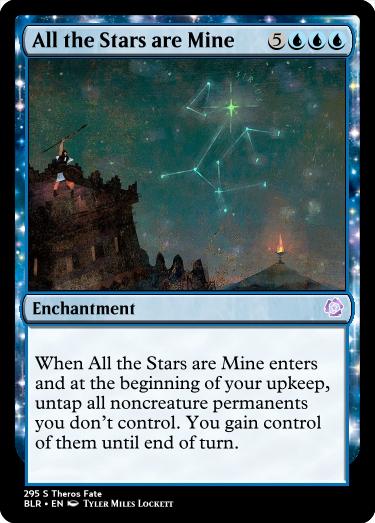 All the Stars are Mine 5
Enchantment
When All the Stars are Mine enters
and at the beginning of your upkeep,
untap all noncreature permanents
you don't control. You gain control
of them until end of turn.
295 S Theros Fate
BLR • EN Tyler Miles Lockett